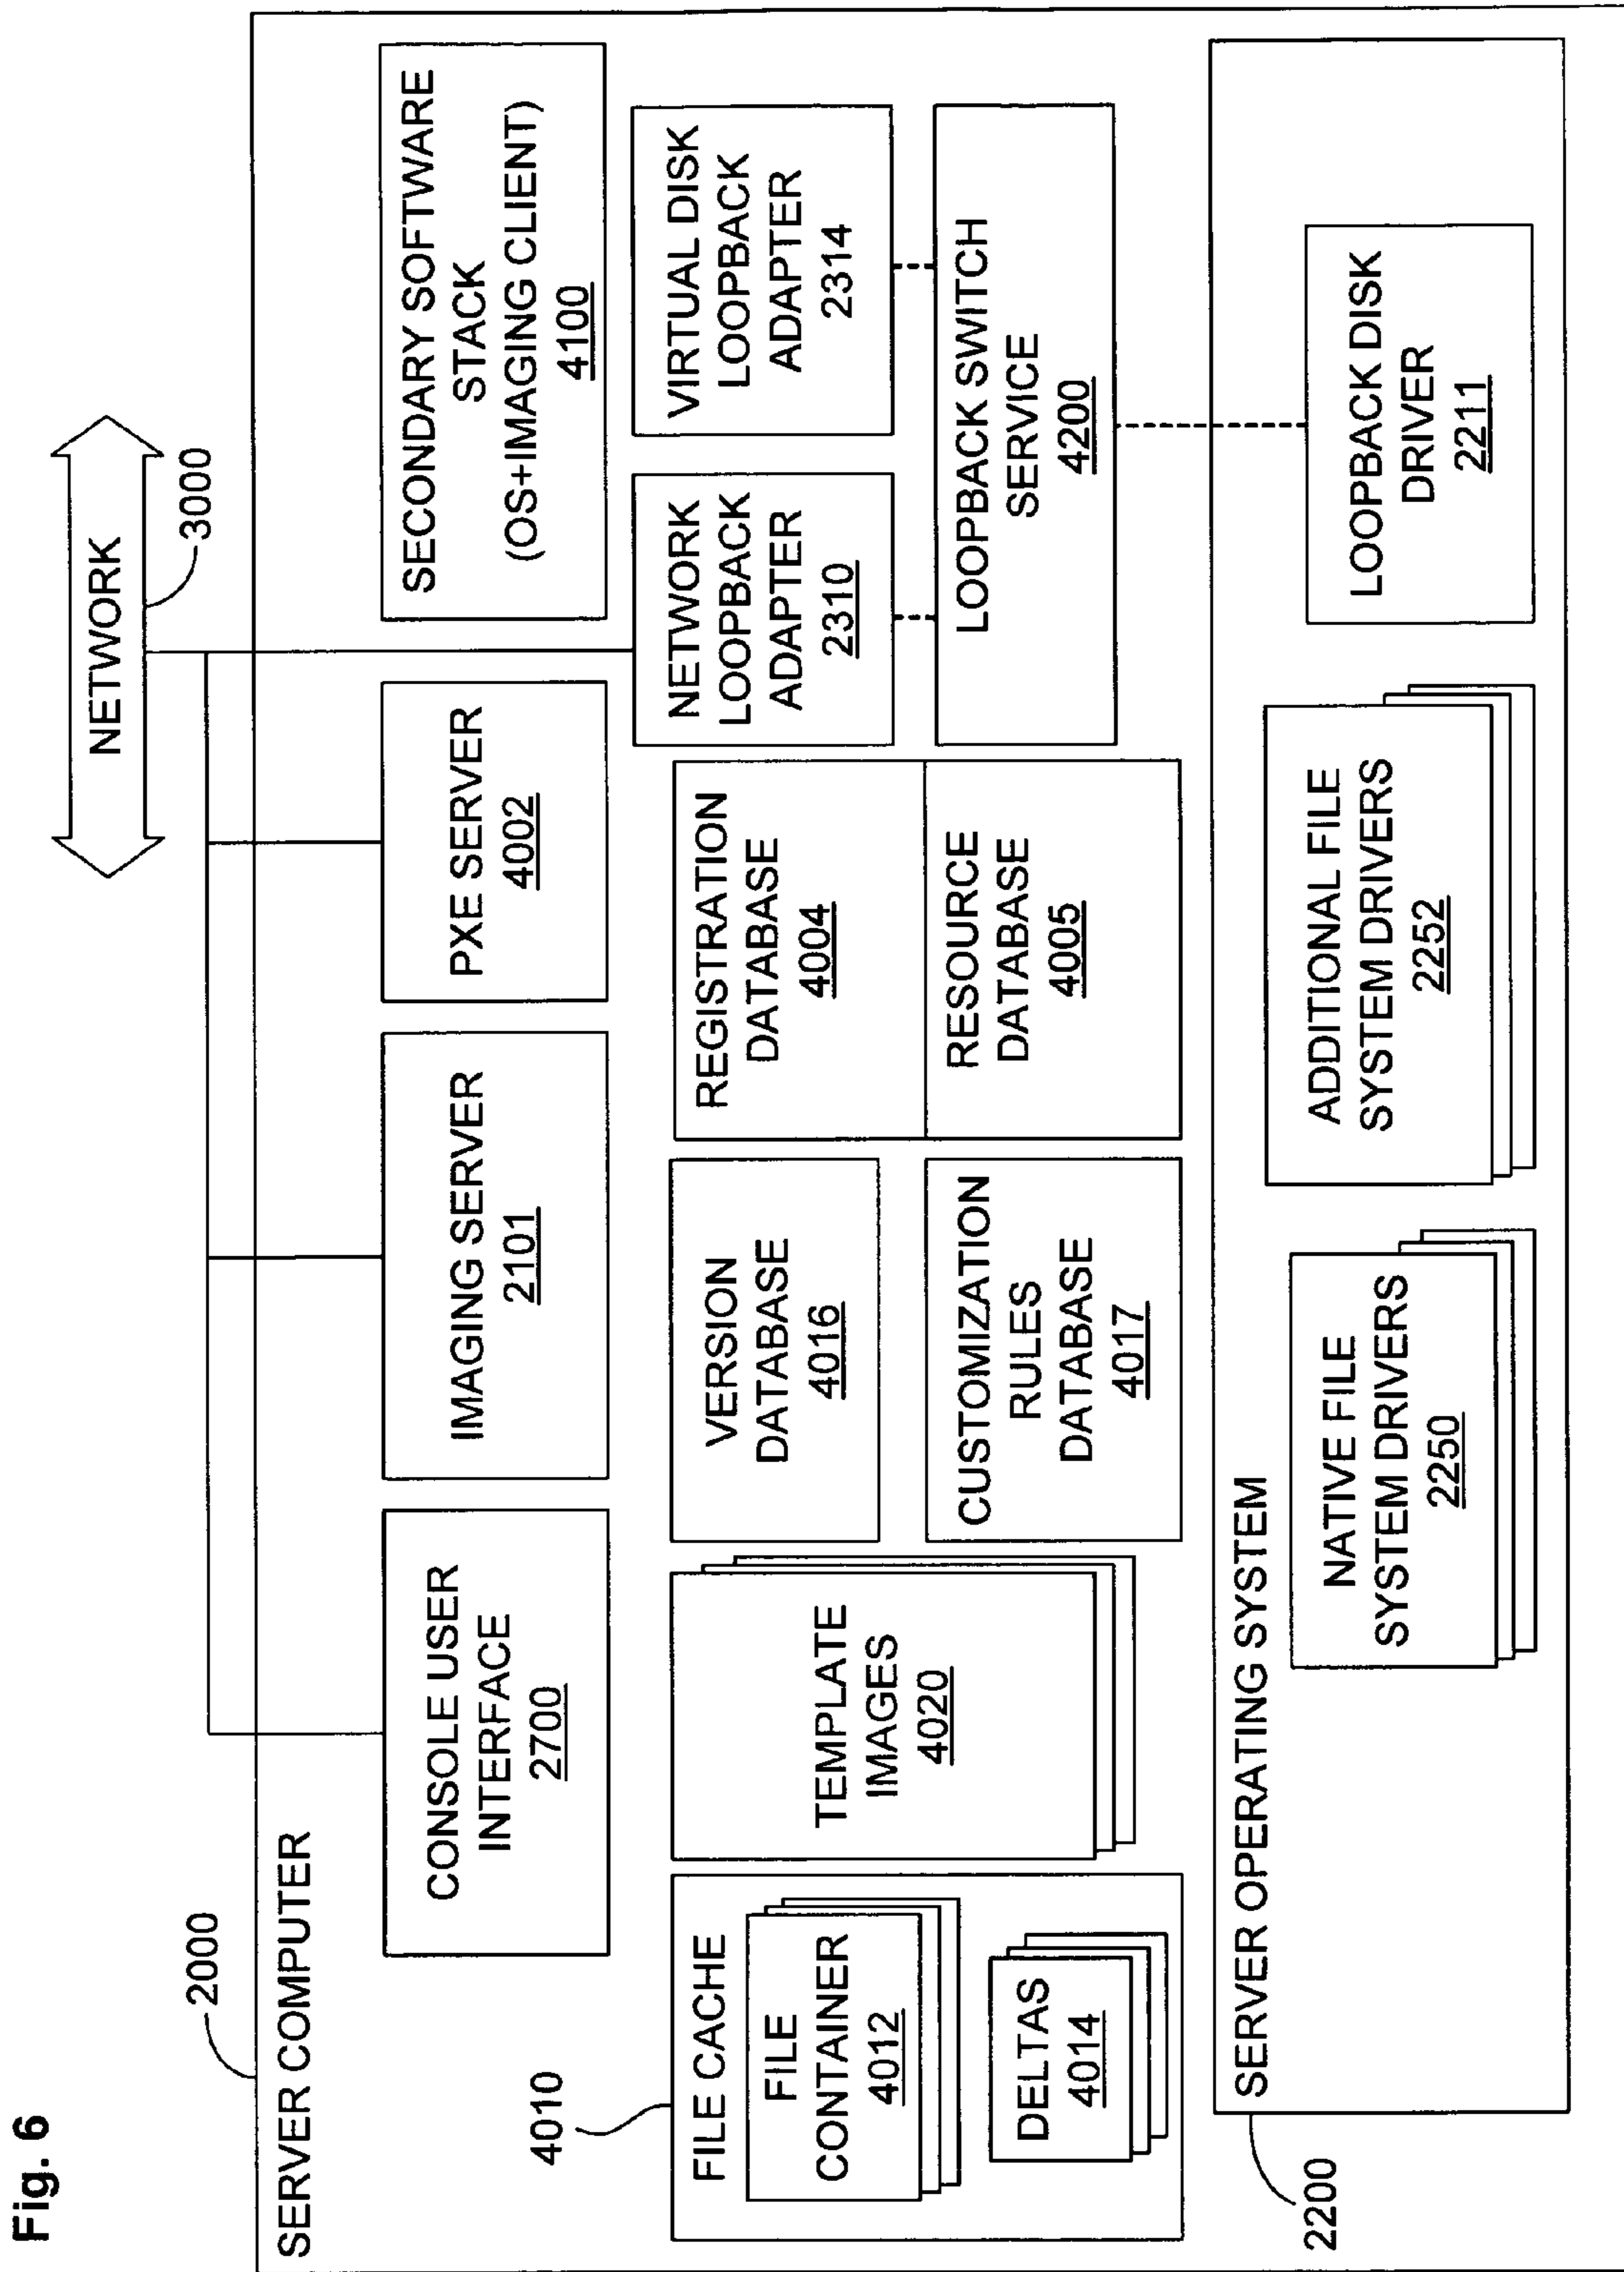 Fig. 6
NETWORK
3000
2000
SERVER COMPUTER
CONSOLE USER
INTERFACE
2700
IMAGING SERVER
2101
PXE SERVER
4002
SECONDARY SOFTWARE
STACK
(OS+IMAGING CLIENT)
4100
4010
FILE CACHE
FILE
CONTAINER
4012
DELTAS
4014
TEMPLATE
IMAGES
4020
VERSION
DATABASE
4016
CUSTOMIZATION
RULES
DATABASE
4017
REGISTRATION
DATABASE
4004
RESOURCE
DATABASE
4005
NETWORK
LOOPBACK
ADAPTER
2310
VIRTUAL DISK
LOOPBACK
ADAPTER
2314
LOOPBACK SWITCH
SERVICE
4200
2200
SERVER OPERATING SYSTEM
NATIVE FILE
SYSTEM DRIVERS
2250
ADDITIONAL FILE
SYSTEM DRIVERS
2252
LOOPBACK DISK
DRIVER
2211